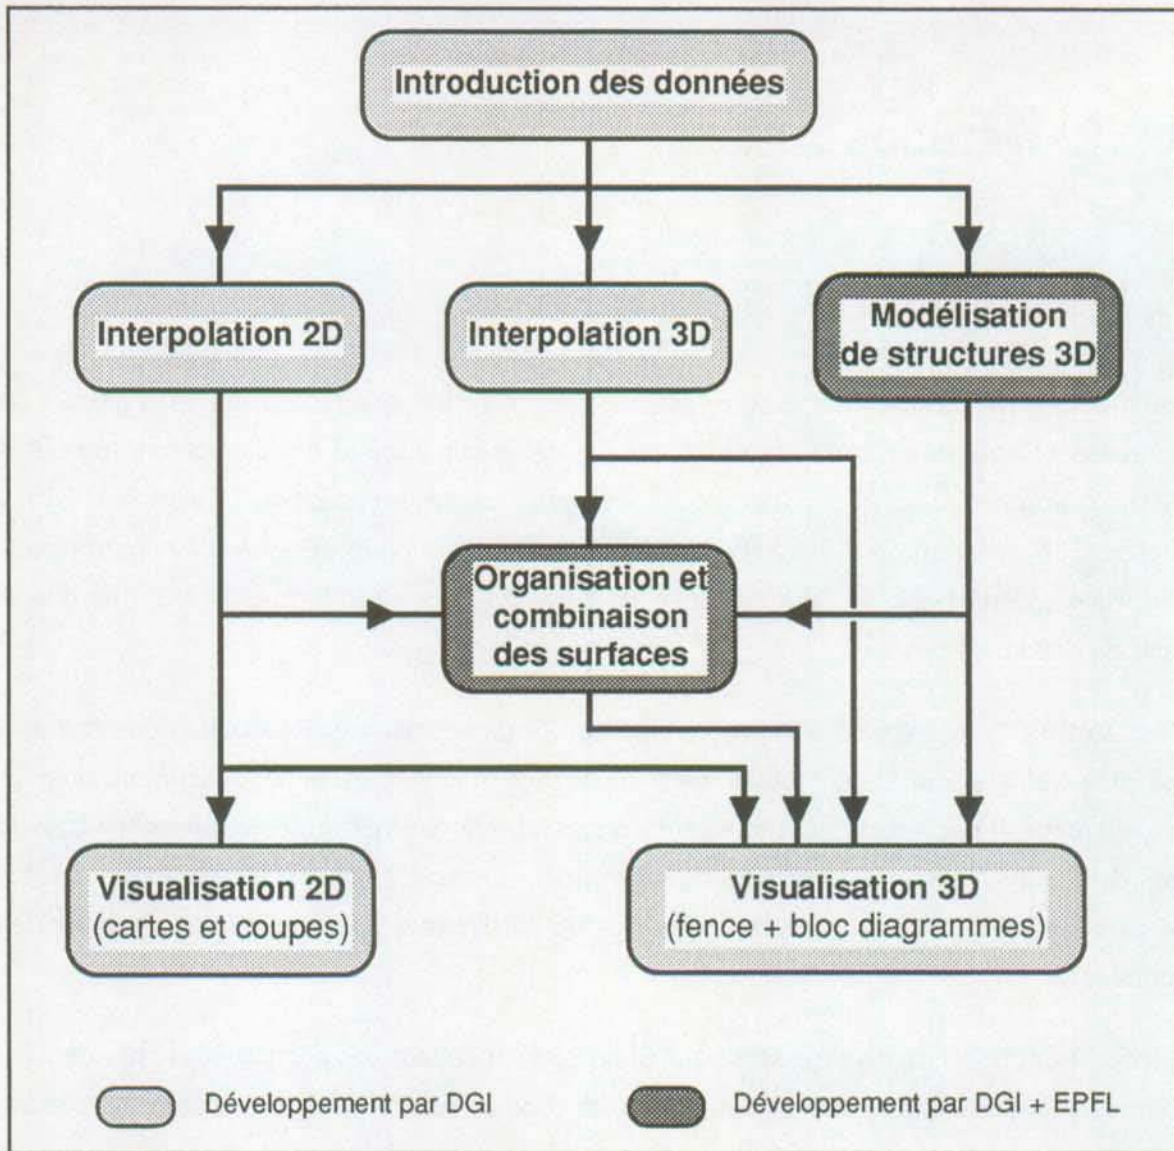 Introduction des données
Interpolation 2D
Interpolation 3D
Modélisation
de structures 3D
Organisation et
combinaison
des surfaces
Visualisation 2D
(cartes et coupes)
Visualisation 3D
(fence + bloc diagrammes)
Développement par DGI
Développement par DGI + EPFL